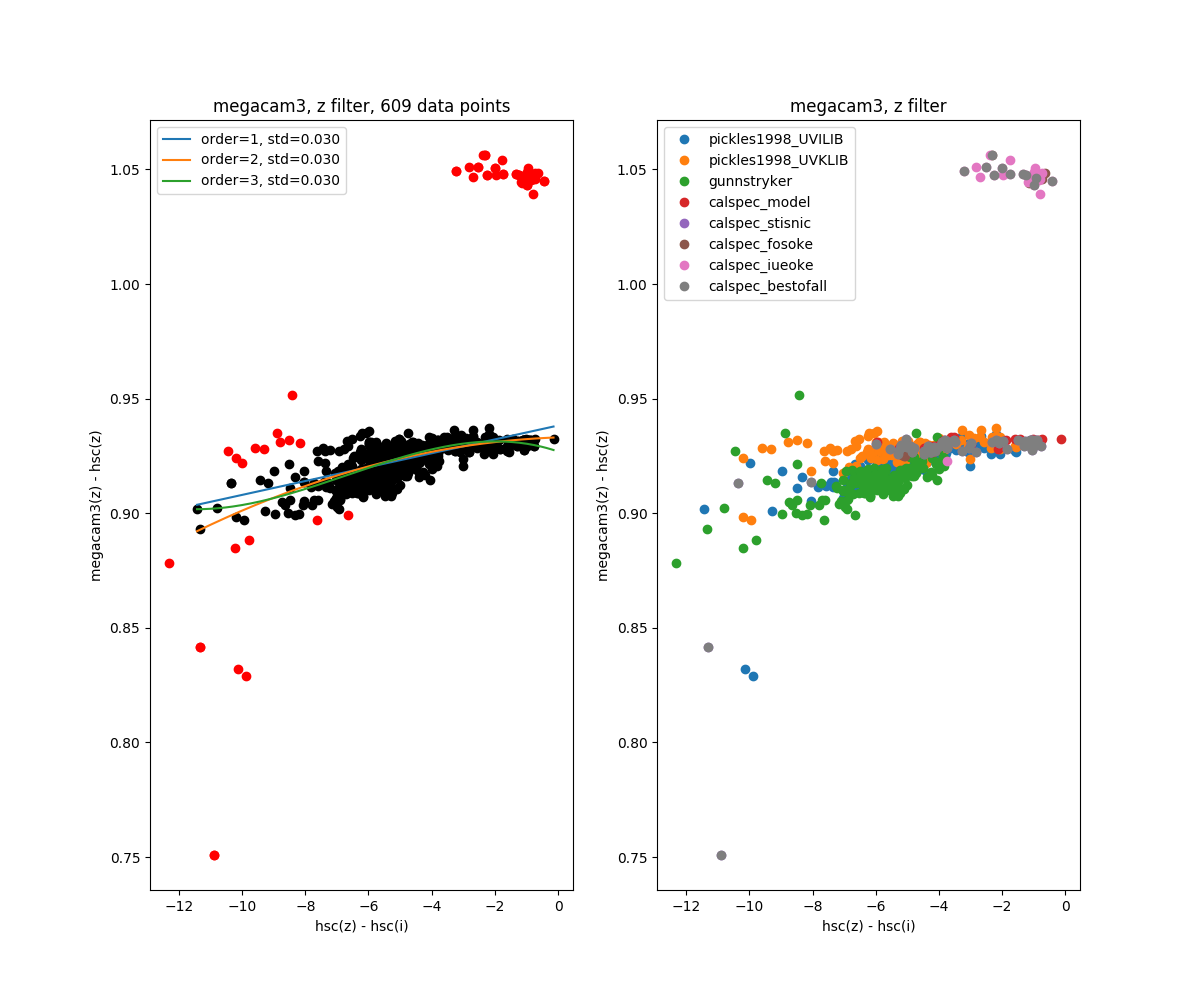 megacam3, z filter, 609 data points
order=1, std=0.030
order=2, std=0.030
order=3, std=0.030
1.05
1.00
0.95
0.90
0.85
0.80
0.75
megacam3(z) - hsc(z)
−12
−10
−8
−6
−4
−2
0
hsc(z) - hsc(i)
megacam3, z filter
pickles1998_UVILIB
pickles1998_UVKLIB
gunnstryker
calspec_model
calspec_stisnic
calspec_fosoke
calspec_iueoke
calspec_bestofall
1.05
1.00
0.95
0.90
0.85
0.80
0.75
megacam3(z) - hsc(z)
−12
−10
−8
−6
−4
−2
0
hsc(z) - hsc(i)